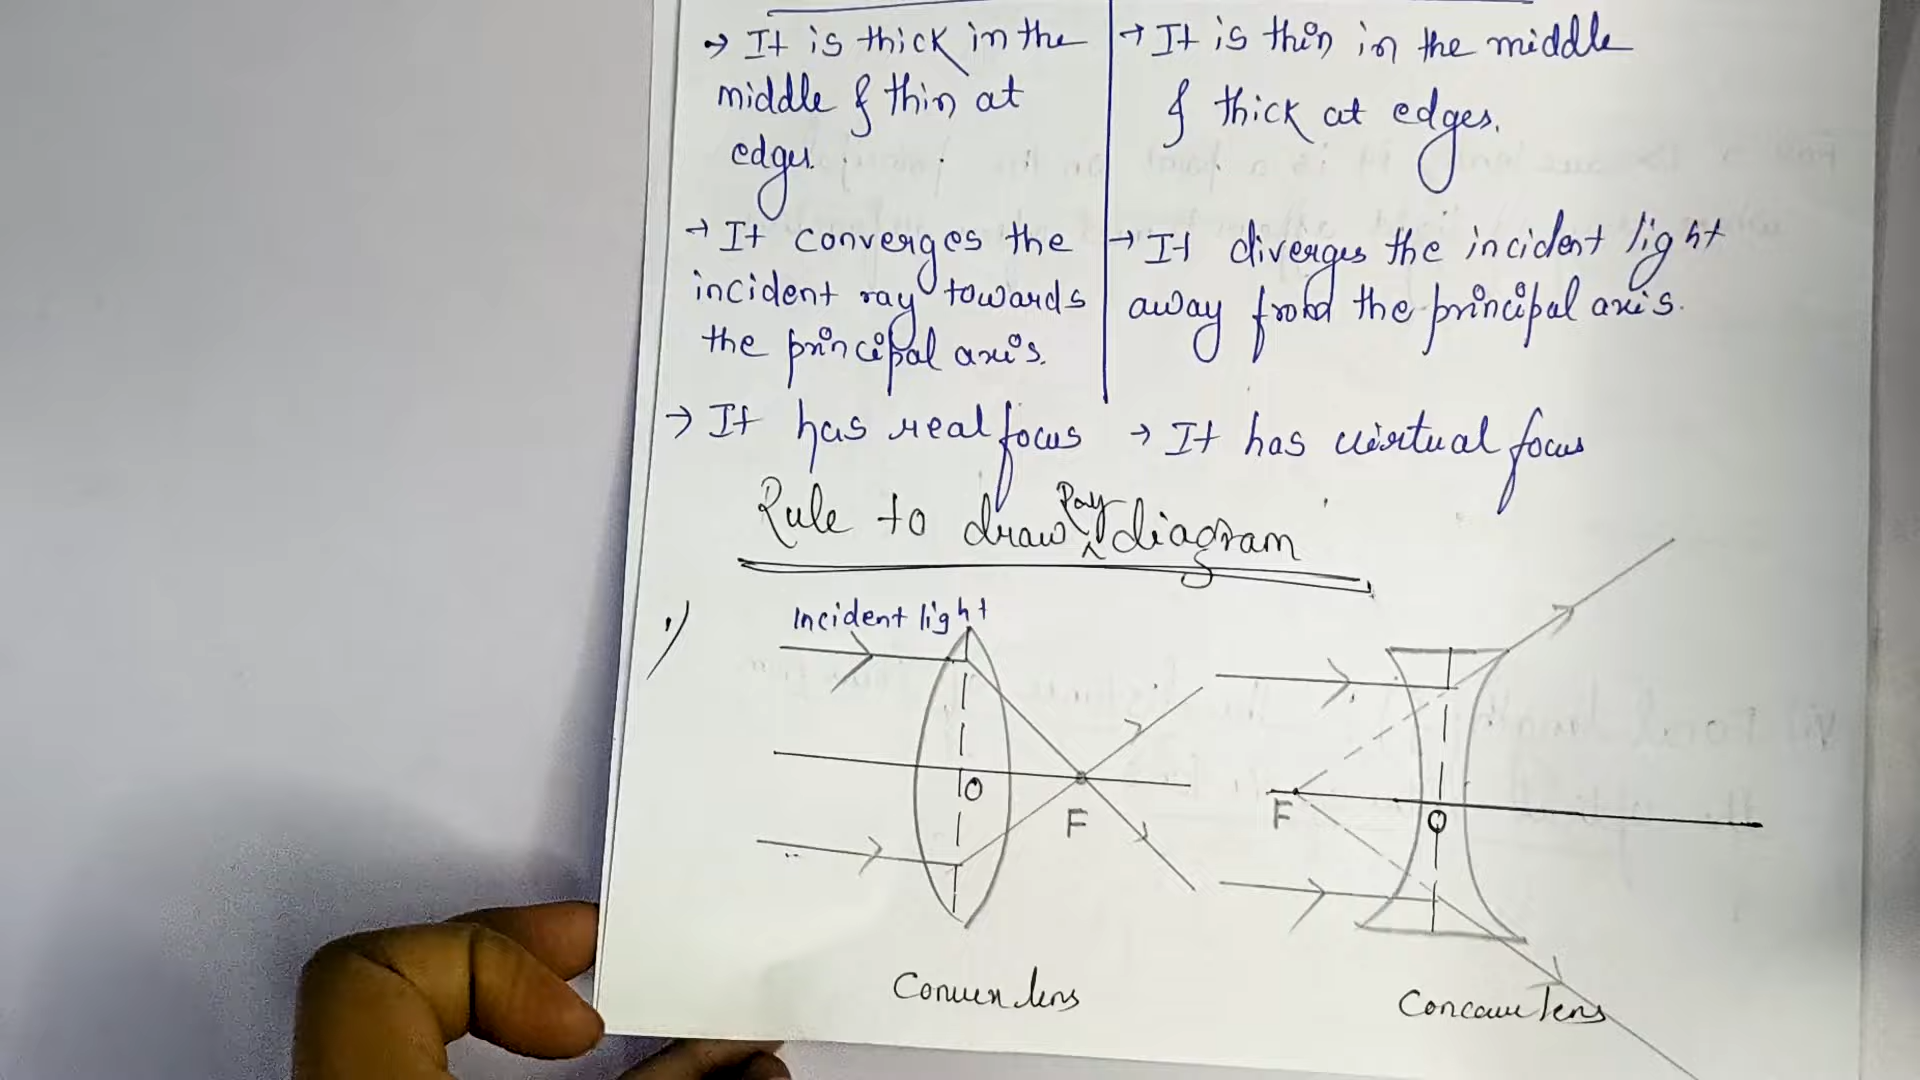 → It is thick in the
middle & thin at
edges.
→ It converges the
incident ray towards
the principal axis.
→ It has real focus
→ It is thin in the middle
& thick at edges.
→ It diverges the incident light
away from the principal axis.
→ It has virtual focus
Rule to draw Ray diagram
1)
Incident light
O
F
Convex lens
F
O
Concave lens